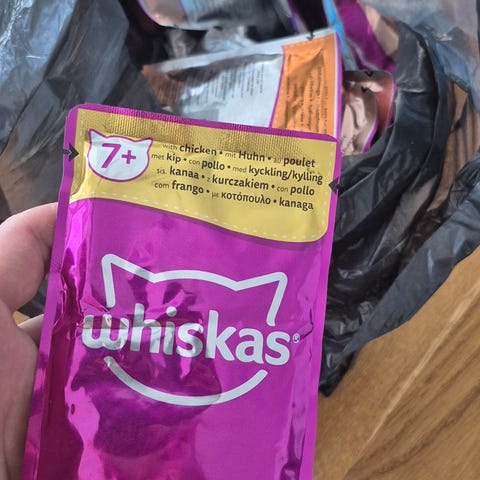 7+
with chicken • mit Huhn • au poulet
met kip • con pollo • med kyckling/kylling
sis. kanaa • z kurczakiem • con pollo
com frango • με κοτόπουλο • kanaga
whiskas®